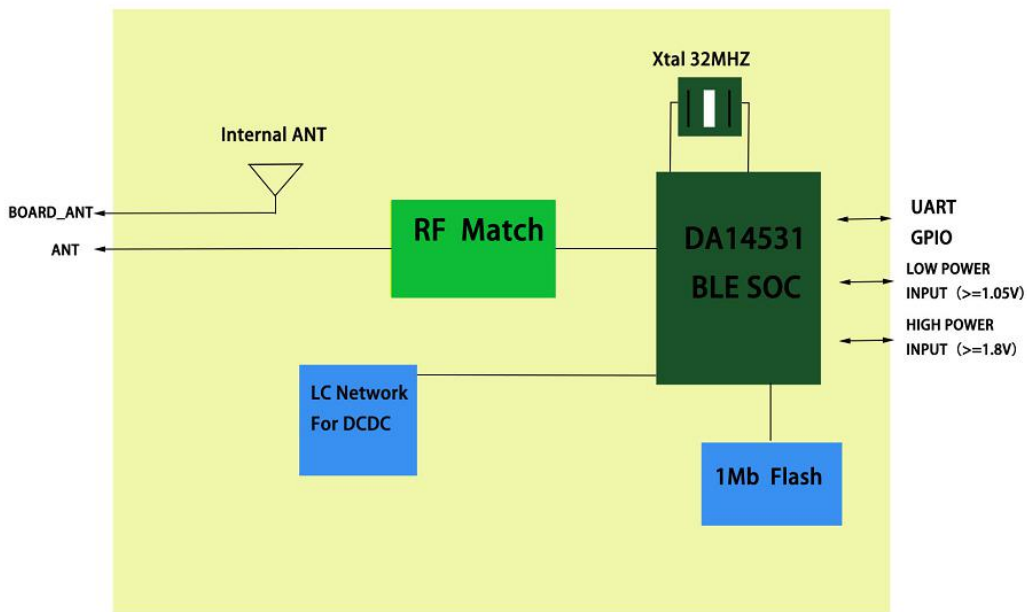 Xtal 32MHZ
Internal ANT
BOARD_ANT
ANT
RF Match
DA14531
BLE SOC
UART
GPIO
LOW POWER
INPUT（>=1.05V）
HIGH POWER
INPUT（>=1.8V）
LC Network
For DCDC
1Mb Flash